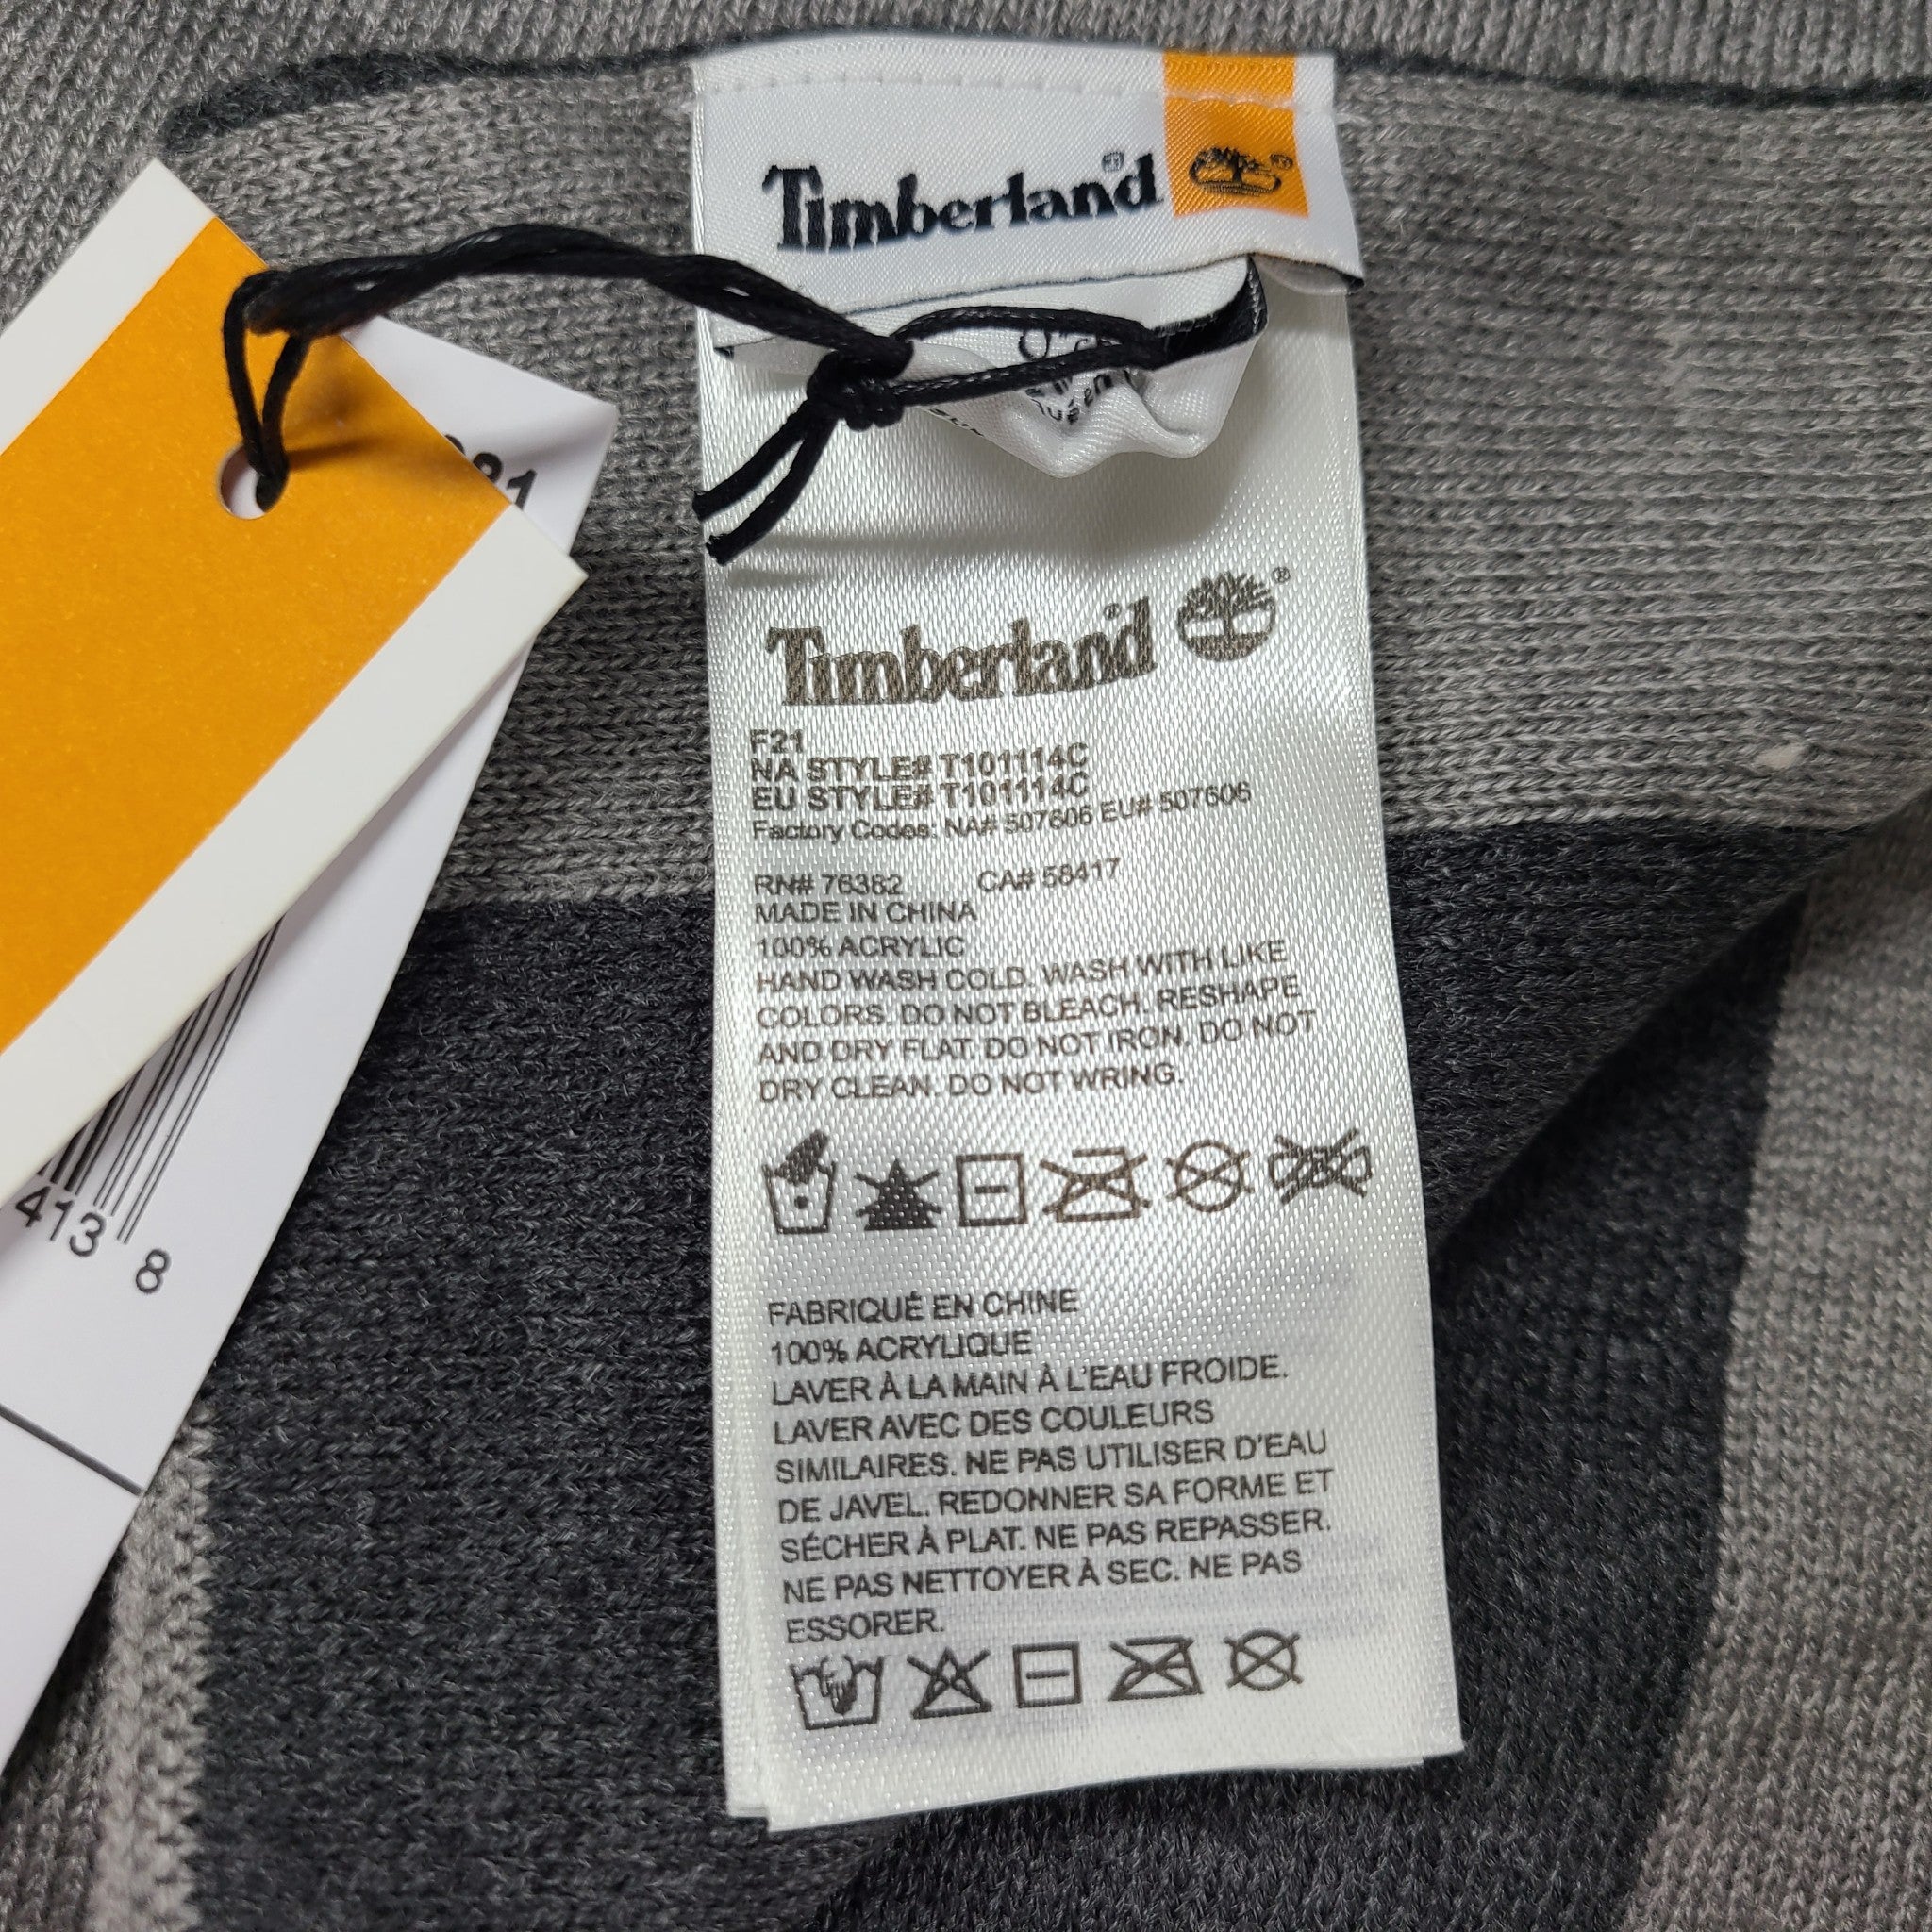 Timberland®
Timberland®
F21
NA STYLE# T101114C
EU STYLE# T101114C
Factory Codes: NA# 507606 EU# 507606
RN# 76382 CA# 58417
MADE IN CHINA
100% ACRYLIC
HAND WASH COLD. WASH WITH LIKE
COLORS. DO NOT BLEACH. RESHAPE
AND DRY FLAT. DO NOT IRON. DO NOT
DRY CLEAN. DO NOT WRING.
FABRIQUÉ EN CHINE
100% ACRYLIQUE
LAVER À LA MAIN À L'EAU FROIDE.
LAVER AVEC DES COULEURS
SIMILAIRES. NE PAS UTILISER D'EAU
DE JAVEL. REDONNER SA FORME ET
SÉCHER À PLAT. NE PAS REPASSER.
NE PAS NETTOYER À SEC. NE PAS
ESSORER.
413 8